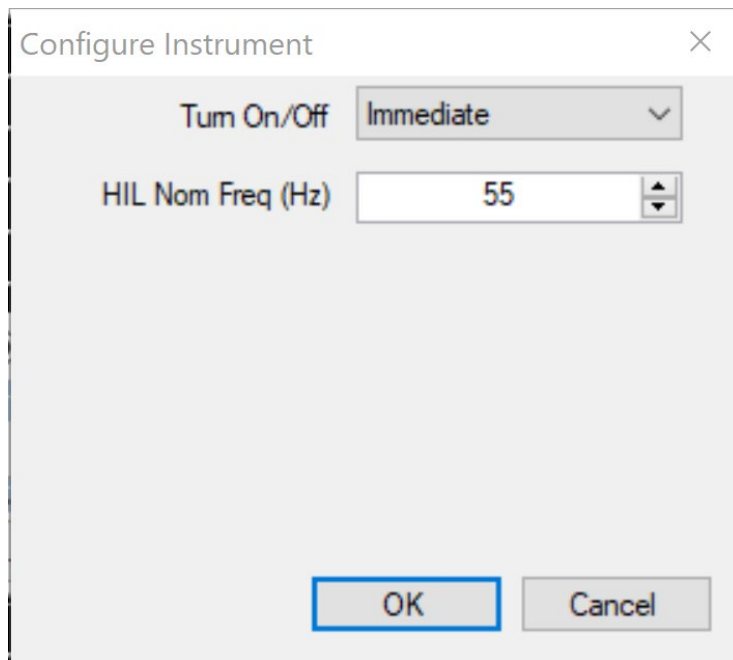 Configure Instrument
Turn On/Off Immediate
HIL Nom Freq (Hz) 55
OK Cancel